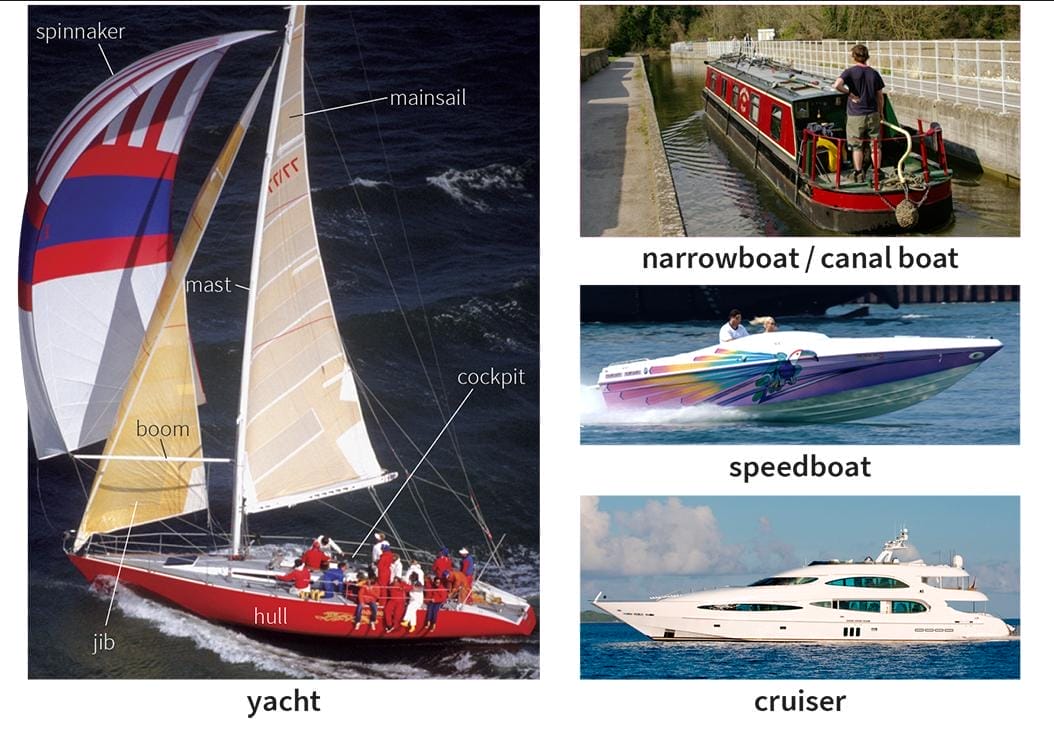 spinnaker
mainsail
mast
cockpit
boom
hull
jib
yacht
narrowboat / canal boat
speedboat
cruiser